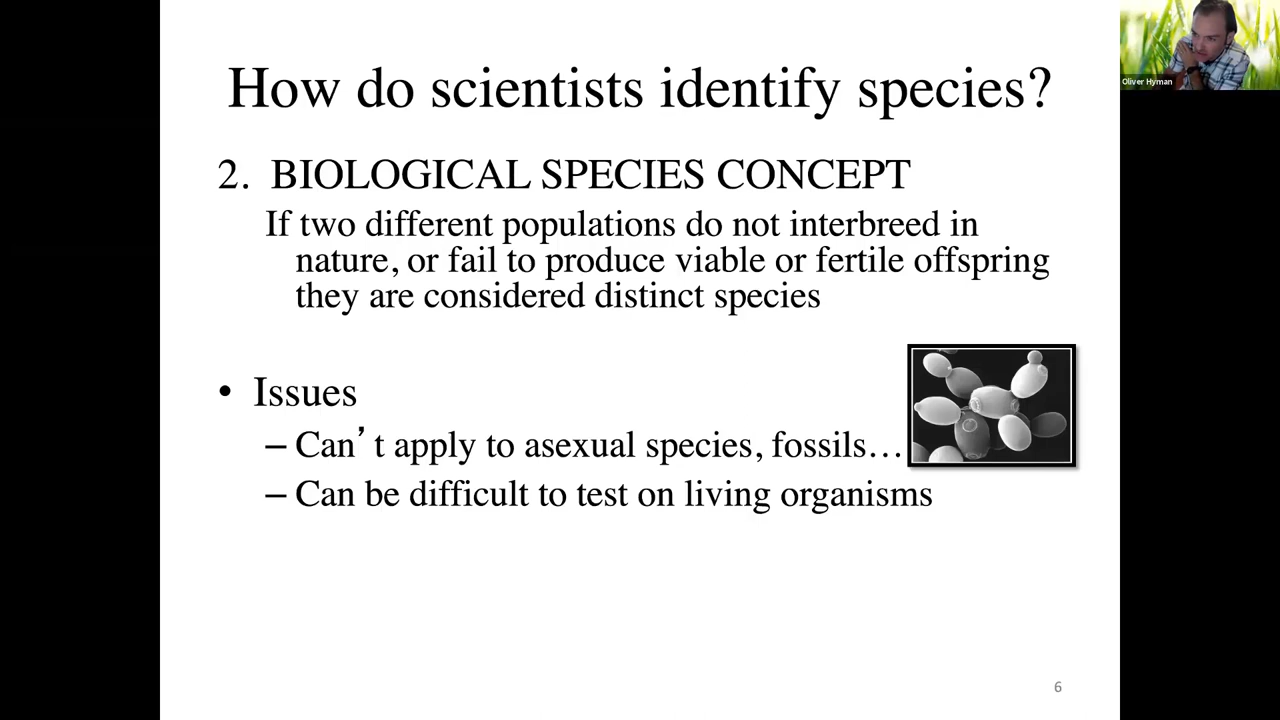 How do scientists identify species?
Oliver Hyman
2. BIOLOGICAL SPECIES CONCEPT
If two different populations do not interbreed in
nature, or fail to produce viable or fertile offspring
they are considered distinct species
• Issues
– Can’t apply to asexual species, fossils…
– Can be difficult to test on living organisms
6